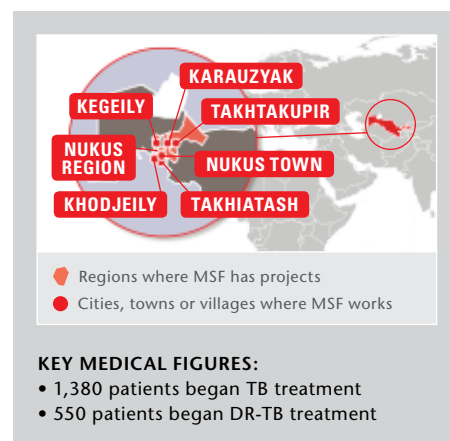 KARAUZYAK
KEGEILY
TAKHTAKUPIR
NUKUS
REGION
NUKUS TOWN
KHODJEILY
TAKHIATASH
Regions where MSF has projects
Cities, towns or villages where MSF works
KEY MEDICAL FIGURES:
• 1,380 patients began TB treatment
• 550 patients began DR-TB treatment